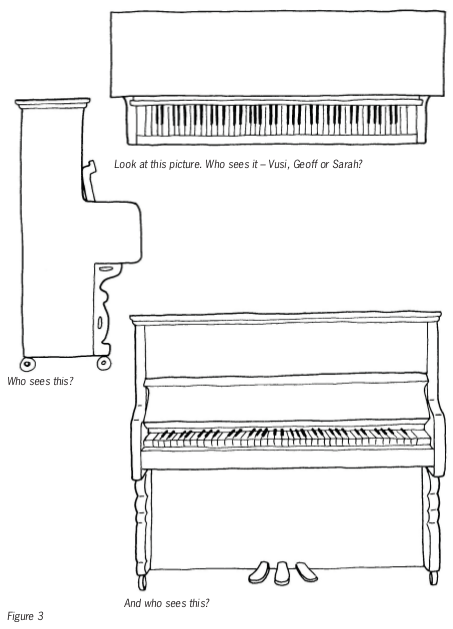 Look at this picture. Who sees it – Vusi, Geoff or Sarah?
Who sees this?
And who sees this?
Figure 3